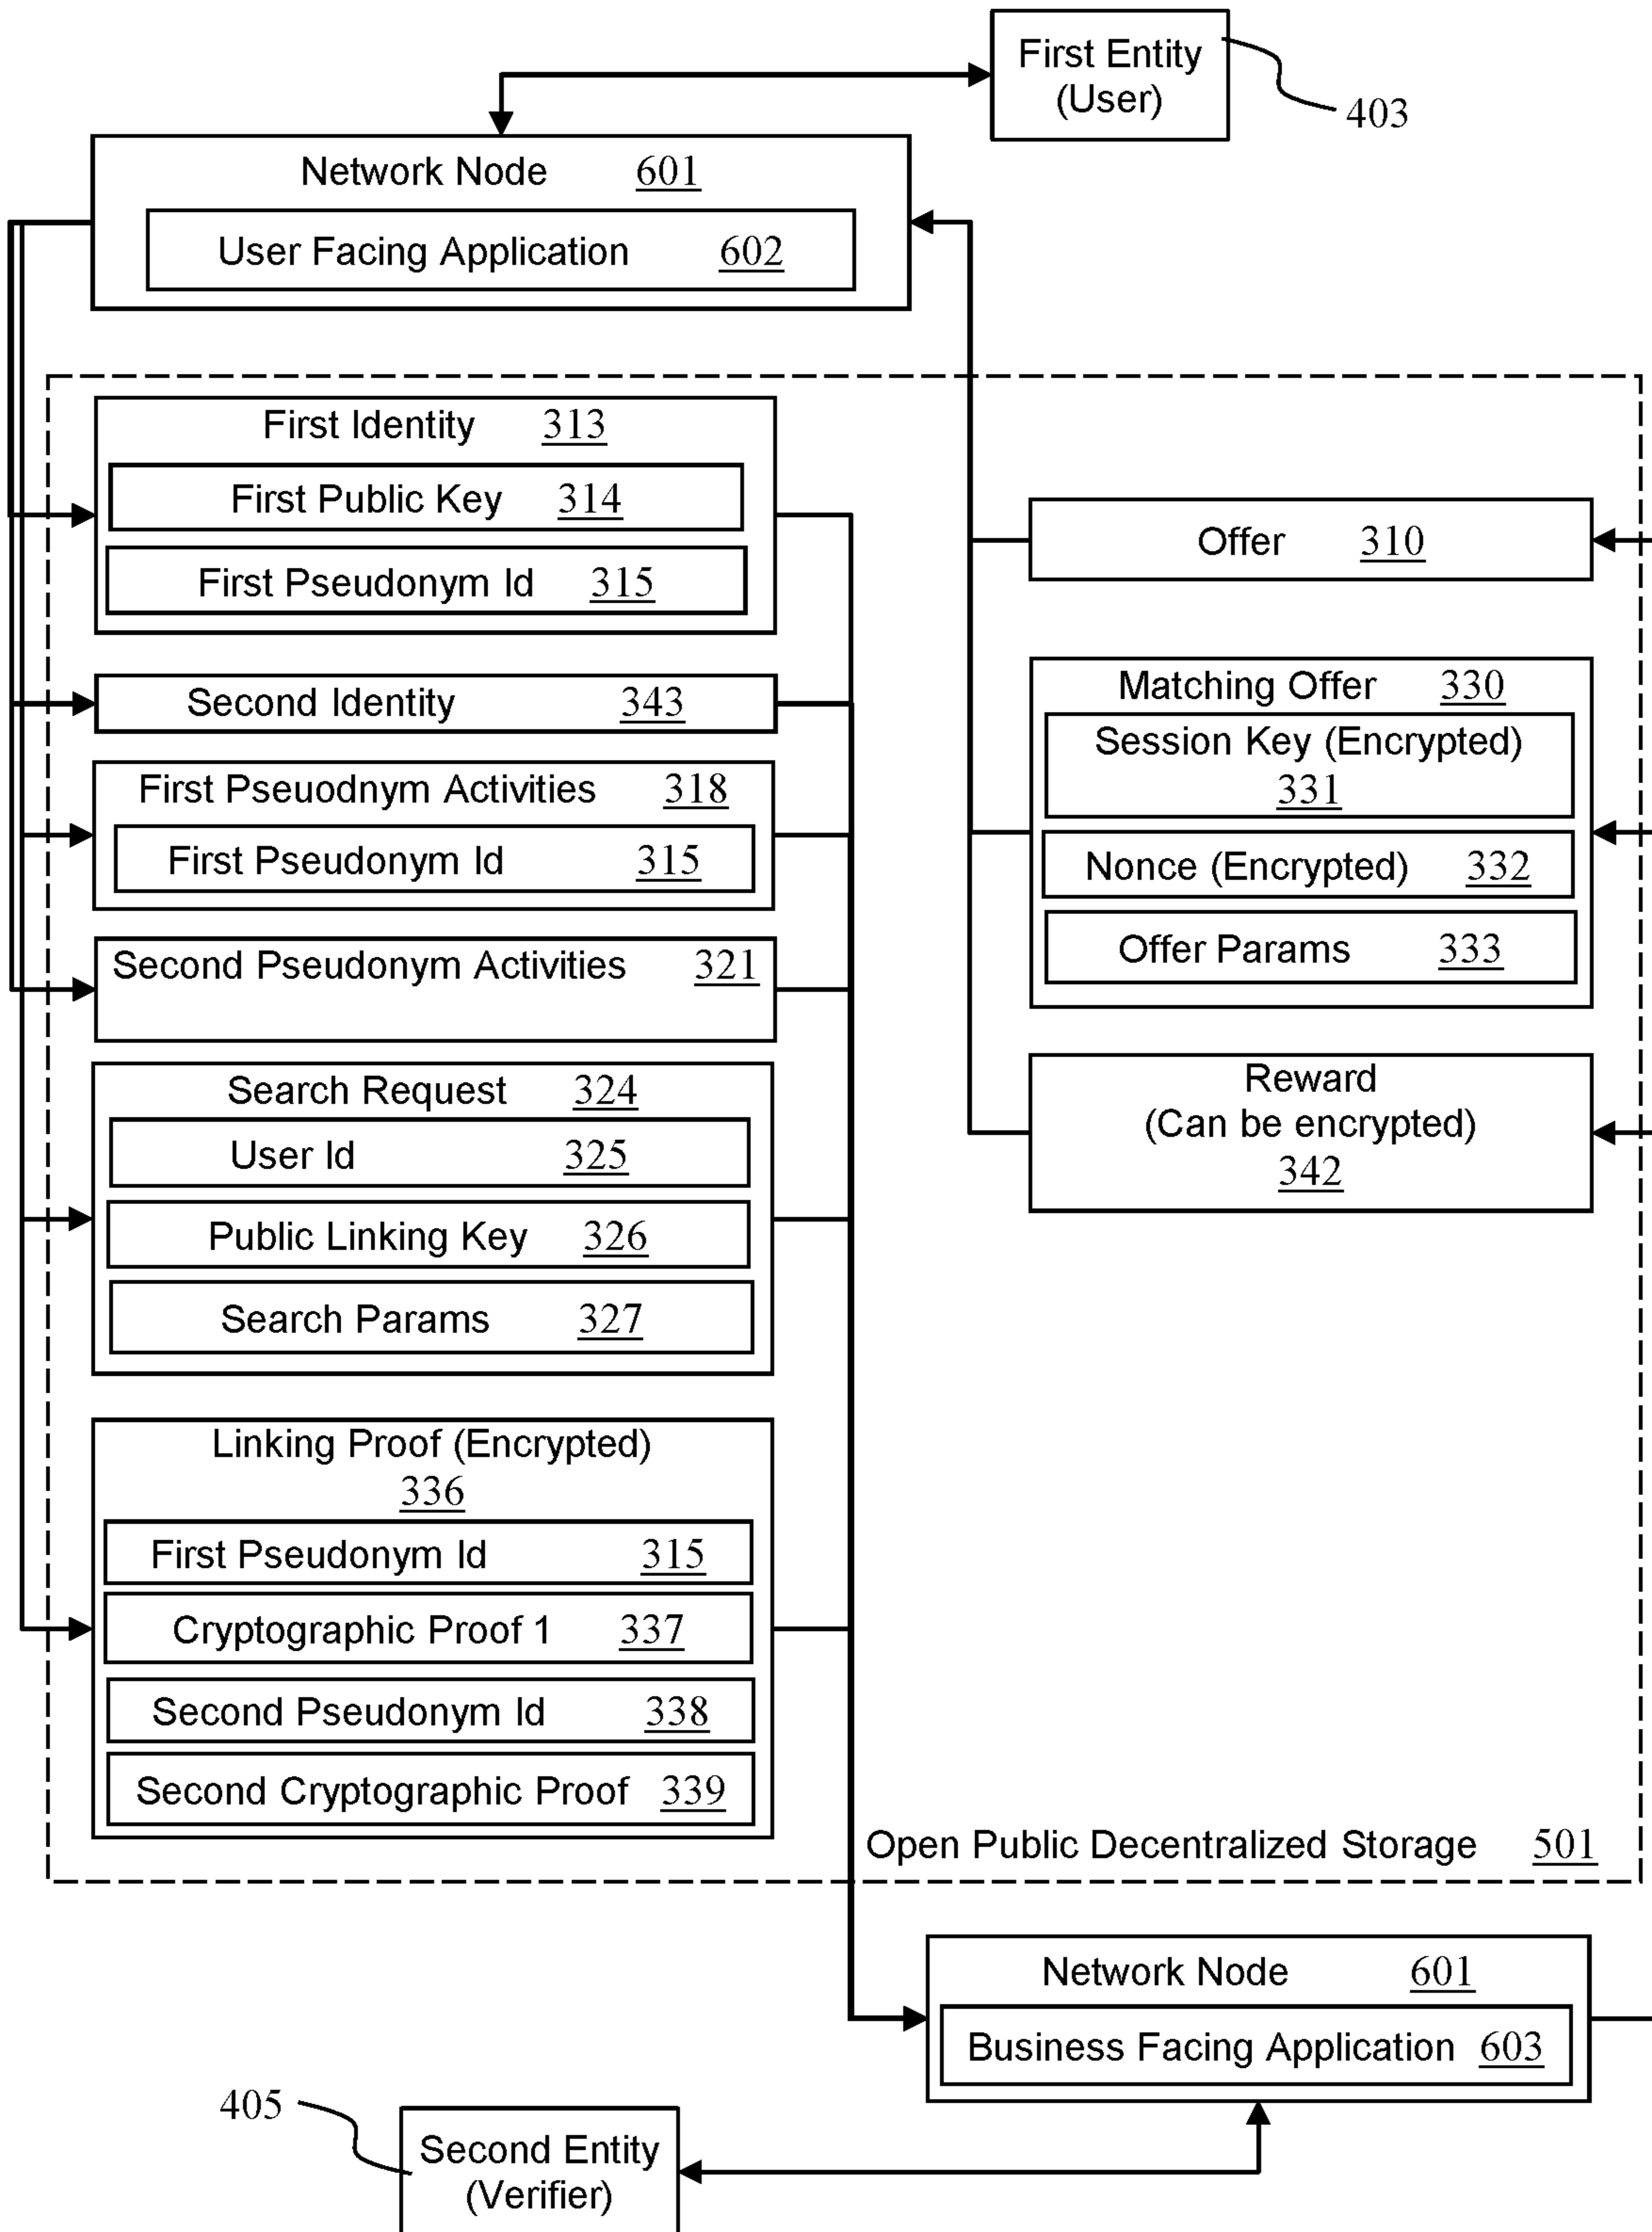 First Entity
(User)
403
Network Node 601
User Facing Application 602
First Identity 313
First Public Key 314
First Pseudonym Id 315
Second Identity 343
First Pseuodnym Activities 318
First Pseudonym Id 315
Second Pseudonym Activities 321
Search Request 324
User Id 325
Public Linking Key 326
Search Params 327
Linking Proof (Encrypted)
336
First Pseudonym Id 315
Cryptographic Proof 1 337
Second Pseudonym Id 338
Second Cryptographic Proof 339
Offer 310
Matching Offer 330
Session Key (Encrypted)
331
Nonce (Encrypted) 332
Offer Params 333
Reward
(Can be encrypted)
342
Open Public Decentralized Storage 501
Network Node 601
Business Facing Application 603
405
Second Entity
(Verifier)